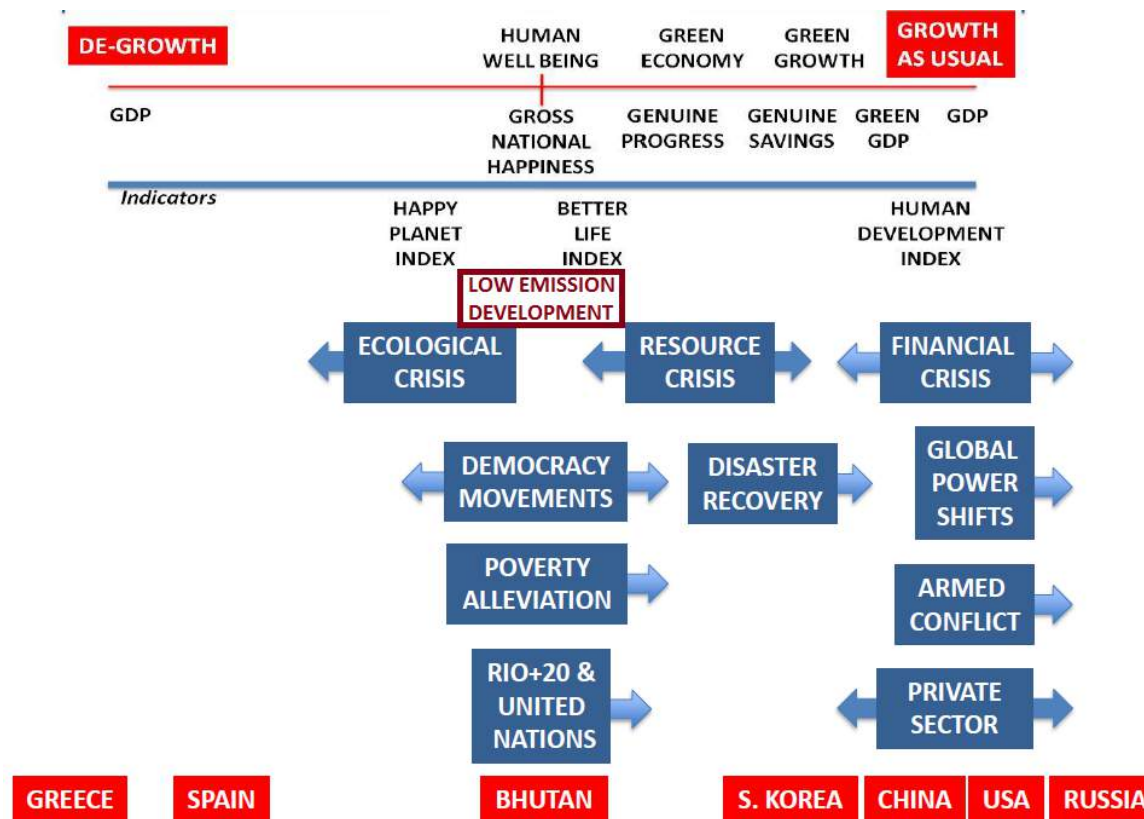 DE-GROWTH
HUMAN
WELL BEING
GREEN
ECONOMY
GREEN
GROWTH
GROWTH
AS USUAL
GDP
GROSS
NATIONAL
HAPPINESS
GENUINE
PROGRESS
GENUINE
SAVINGS
GREEN
GDP
GDP
Indicators
HAPPY
PLANET
INDEX
BETTER
LIFE
INDEX
HUMAN
DEVELOPMENT
INDEX
LOW EMISSION
DEVELOPMENT
ECOLOGICAL
CRISIS
RESOURCE
CRISIS
FINANCIAL
CRISIS
DEMOCRACY
MOVEMENTS
DISASTER
RECOVERY
GLOBAL
POWER
SHIFTS
POVERTY
ALLEVIATION
ARMED
CONFLICT
RIO+20 &
UNITED
NATIONS
PRIVATE
SECTOR
GREECE
SPAIN
BHUTAN
S. KOREA
CHINA
USA
RUSSIA